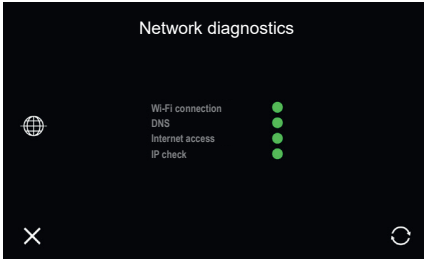 Network diagnostics
Wi-Fi connection
DNS
Internet access
IP check